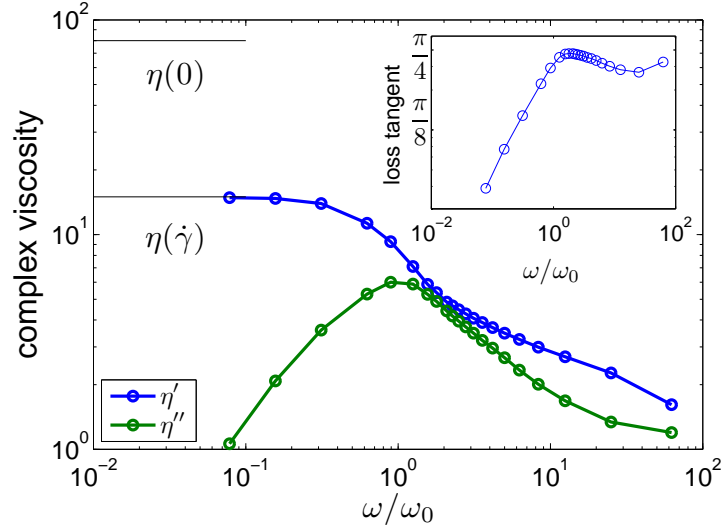 complex viscosity
10²
10¹
10⁰
η(0)
η(γ̇)
η′
η″
10⁻² 10⁻¹ 10⁰ 10¹ 10²
ω/ω₀
loss tangent
π/4
π/8
10⁻² 10⁰ 10²
ω/ω₀